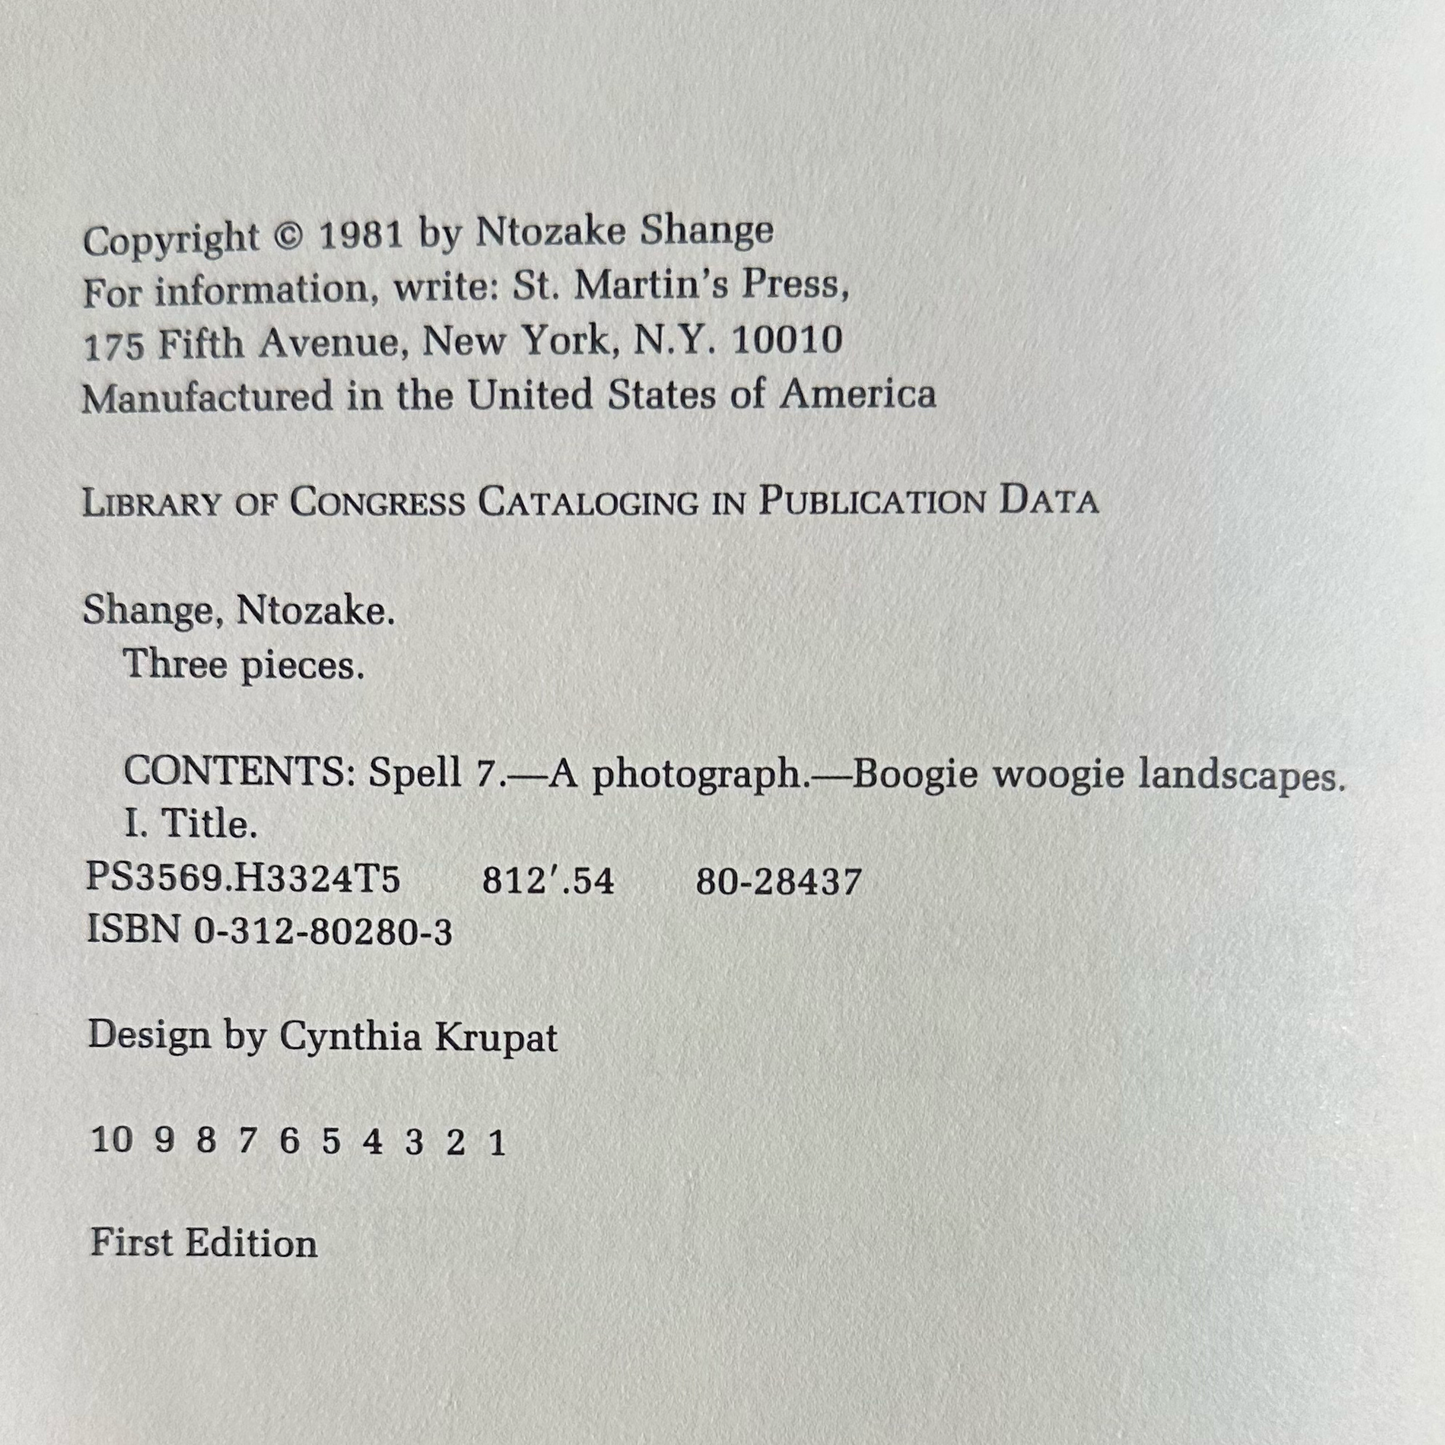 Copyright © 1981 by Ntozake Shange
For information, write: St. Martin's Press,
175 Fifth Avenue, New York, N.Y. 10010
Manufactured in the United States of America
LIBRARY OF CONGRESS CATALOGING IN PUBLICATION DATA
Shange, Ntozake.
Three pieces.
CONTENTS: Spell 7.—A photograph.—Boogie woogie landscapes.
I. Title.
PS3569.H3324T5 812′.54 80-28437
ISBN 0-312-80280-3
Design by Cynthia Krupat
10 9 8 7 6 5 4 3 2 1
First Edition